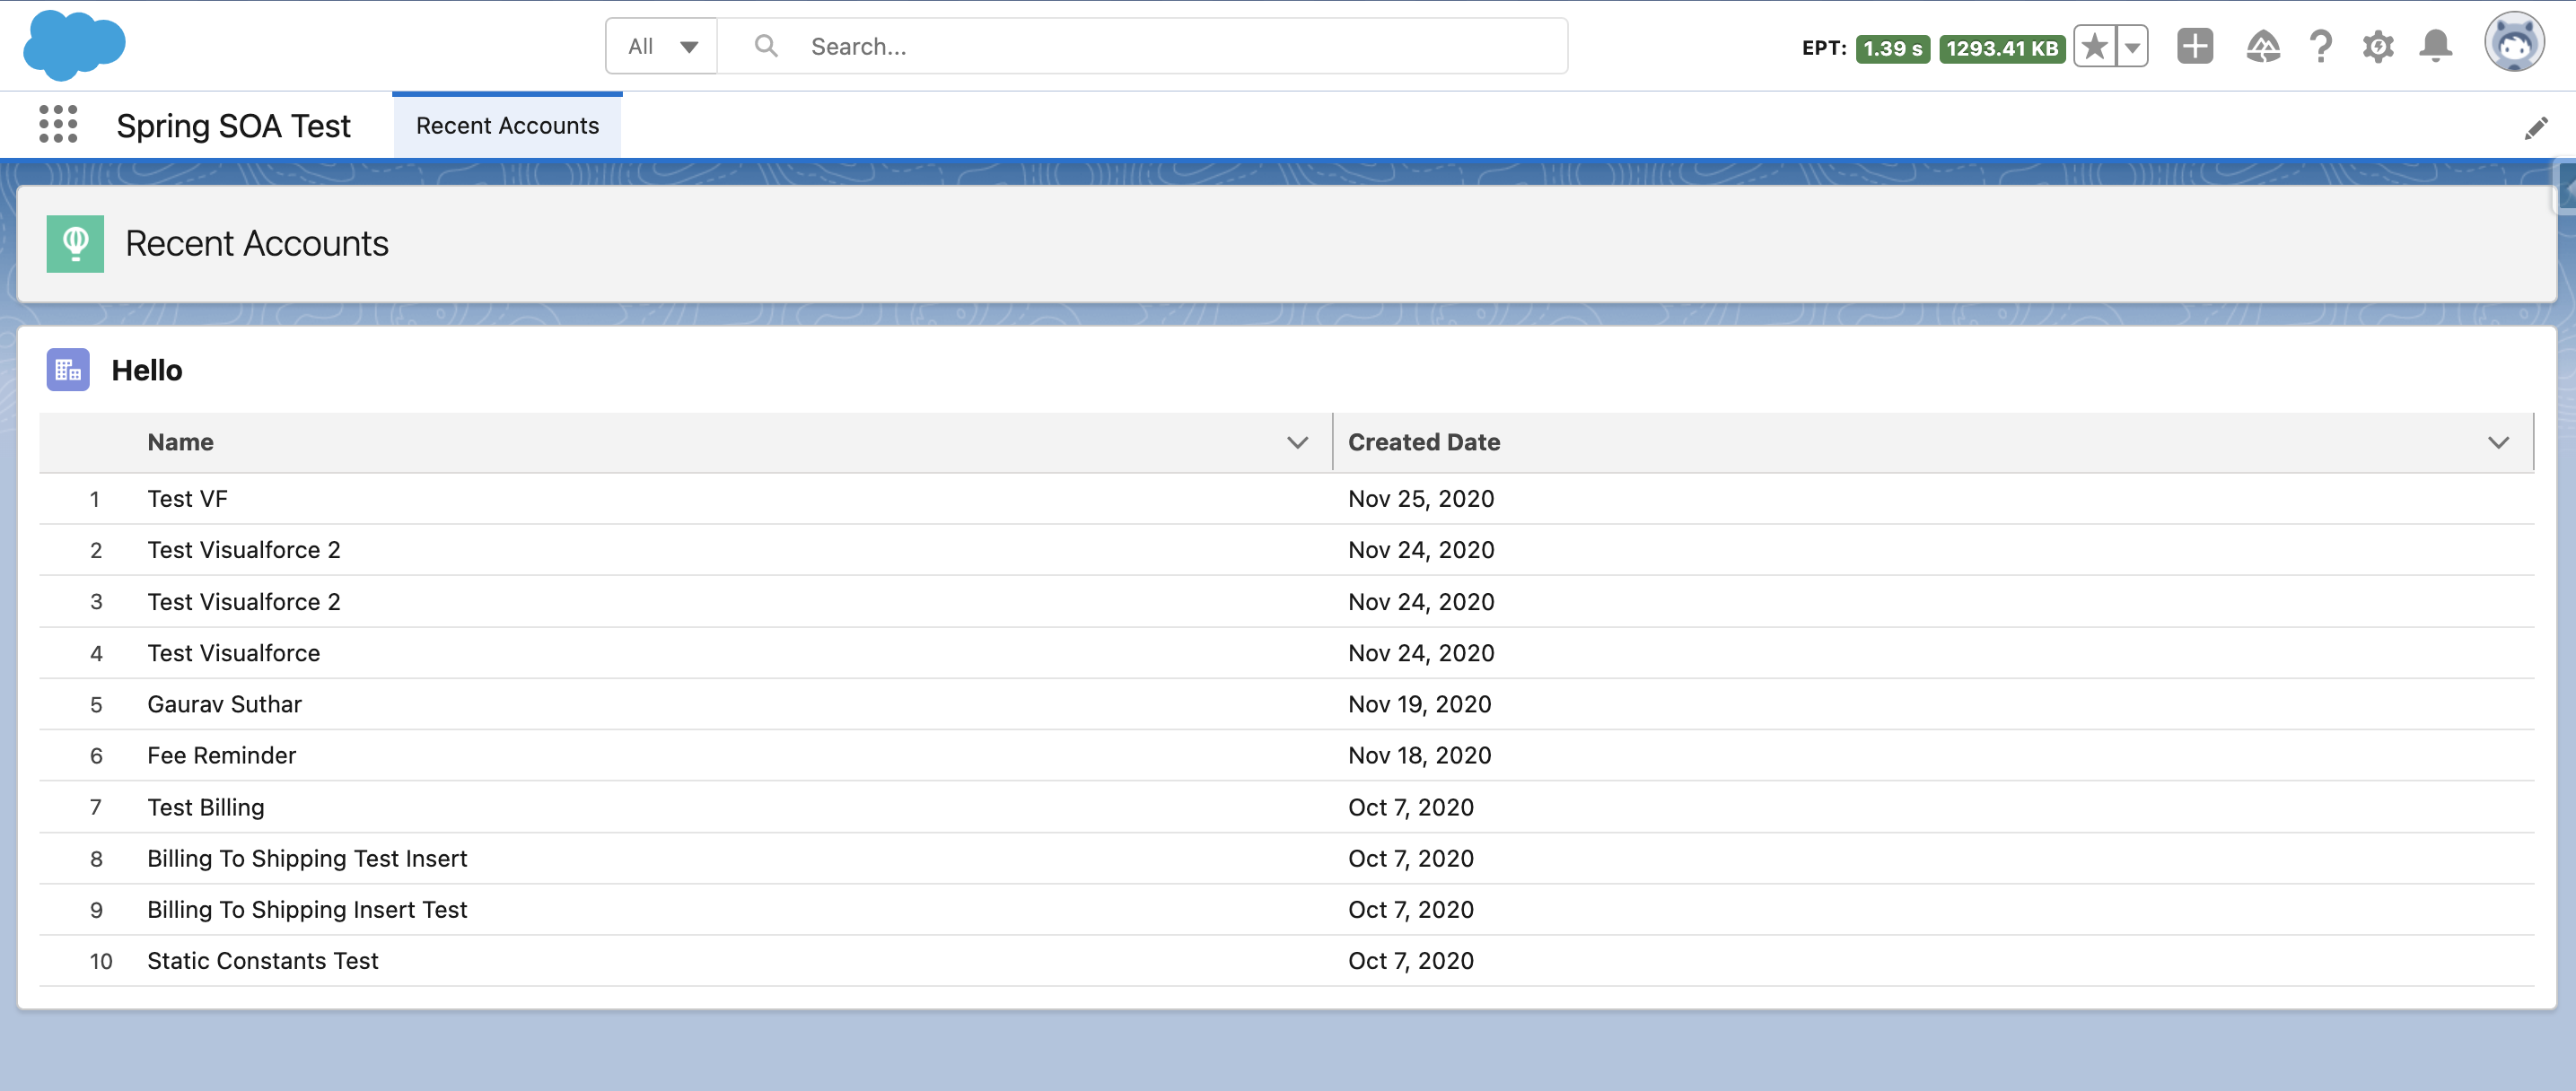 All Search... EPT: 1.39 s 1293.41 KB
Spring SOA Test Recent Accounts
Recent Accounts
Hello
Name Created Date
1 Test VF Nov 25, 2020
2 Test Visualforce 2 Nov 24, 2020
3 Test Visualforce 2 Nov 24, 2020
4 Test Visualforce Nov 24, 2020
5 Gaurav Suthar Nov 19, 2020
6 Fee Reminder Nov 18, 2020
7 Test Billing Oct 7, 2020
8 Billing To Shipping Test Insert Oct 7, 2020
9 Billing To Shipping Insert Test Oct 7, 2020
10 Static Constants Test Oct 7, 2020